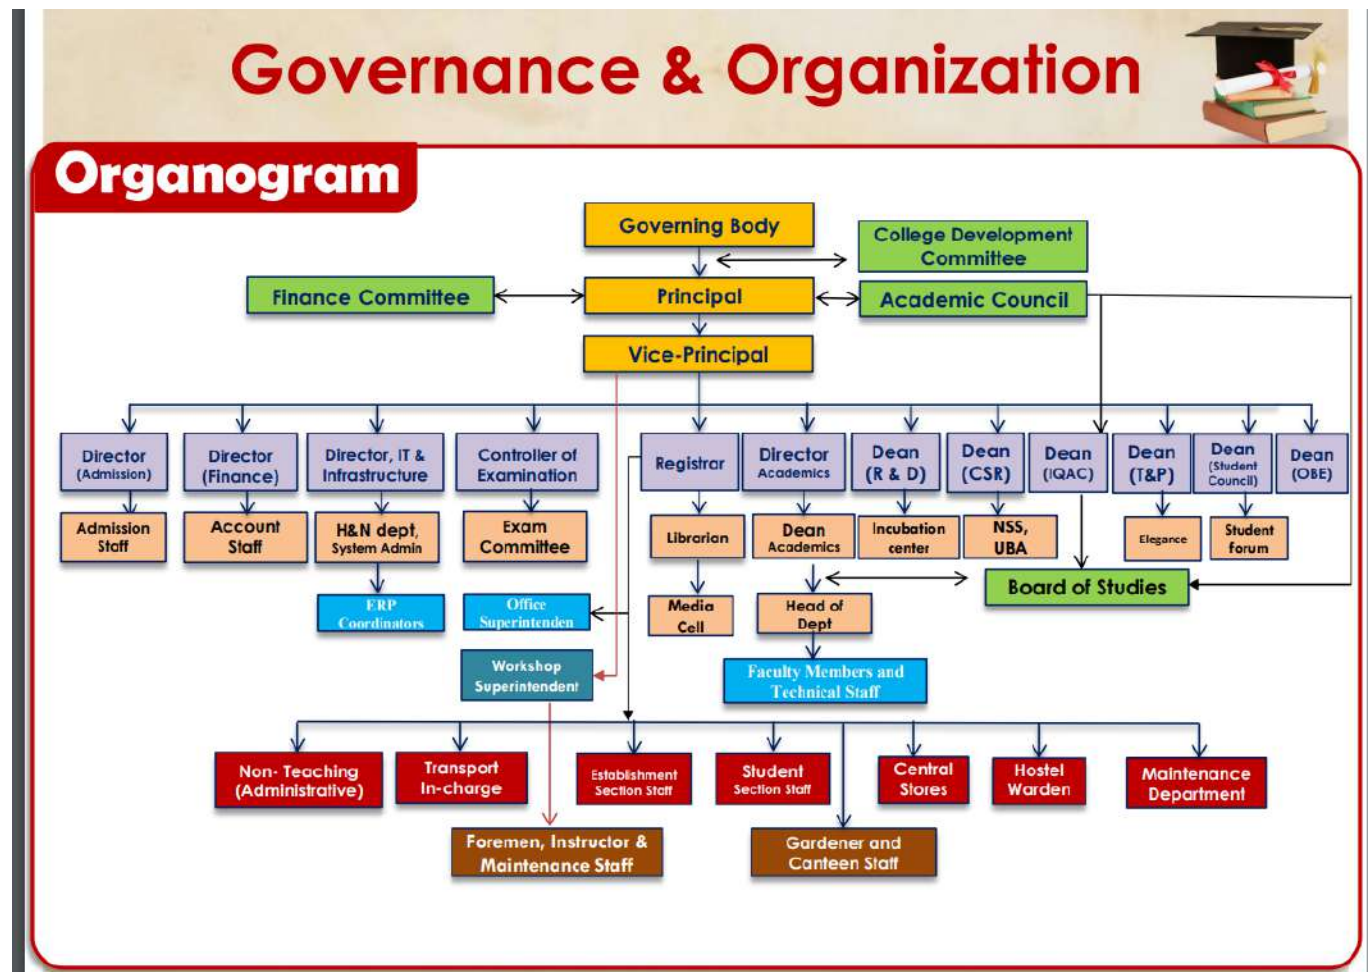 Governance & Organization
Organogram
Governing Body
College Development
Committee
Finance Committee
Principal
Academic Council
Vice-Principal
Director
(Admission)
Director
(Finance)
Director, IT &
Infrastructure
Controller of
Examination
Registrar
Director
Academics
Dean
(R & D)
Dean
(CSR)
Dean
(IQAC)
Dean
(T&P)
Dean
(Student
Council)
Dean
(OBE)
Admission
Staff
Account
Staff
H&N dept,
System Admin
Exam
Committee
Librarian
Dean
Academics
Incubation
center
NSS,
UBA
Elegance
Student
forum
ERP
Coordinators
Office
Superintenden
Media
Cell
Head of
Dept
Board of Studies
Workshop
Superintendent
Faculty Members and
Technical Staff
Non- Teaching
(Administrative)
Transport
In-charge
Establishment
Section Staff
Student
Section Staff
Central
Stores
Hostel
Warden
Maintenance
Department
Foremen, Instructor &
Maintenance Staff
Gardener and
Canteen Staff